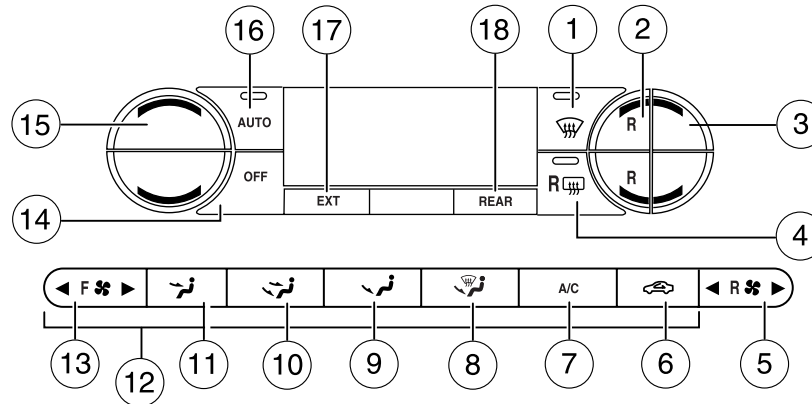 16 17 18 1 2
15 AUTO R 3
OFF R R
EXT REAR
14 4
F A/C R
13 12 11 10 9 8 7 6 5